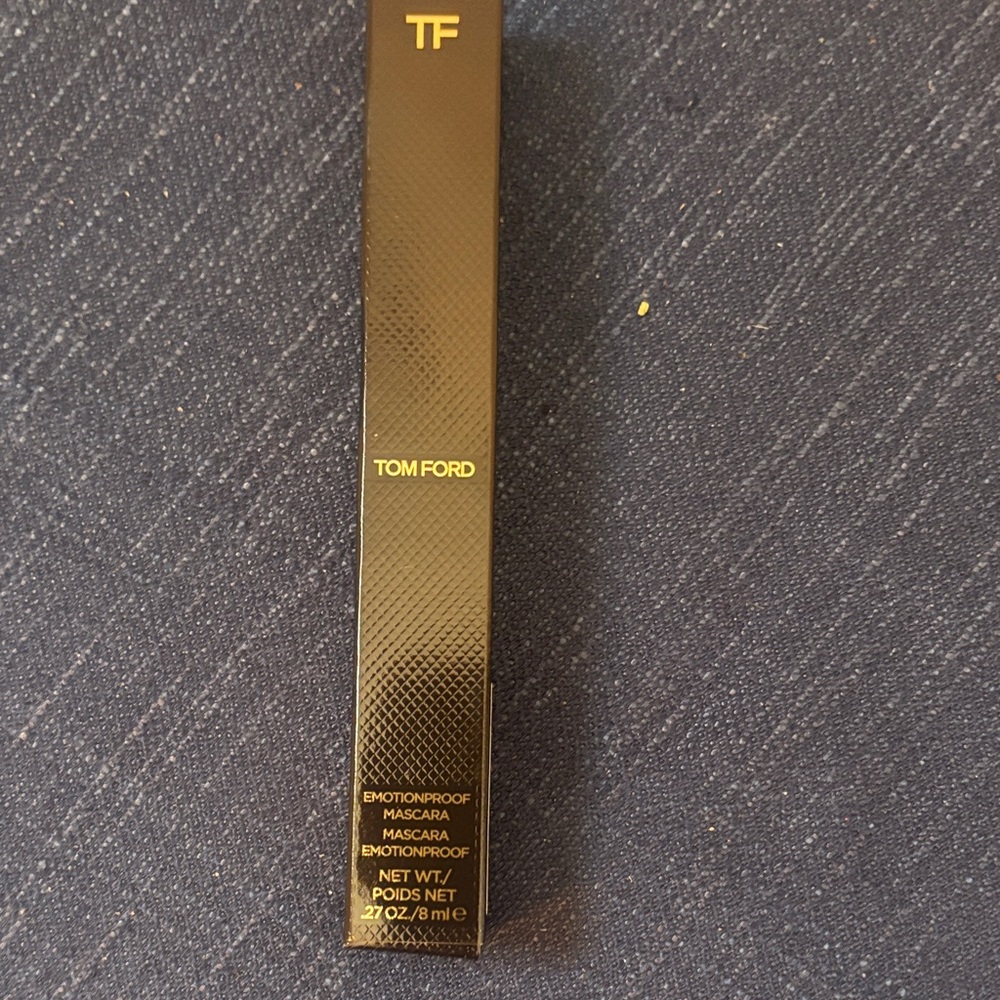 TF
TOM FORD
EMOTIONPROOF
MASCARA
MASCARA
EMOTIONPROOF
NET WT./
POIDS NET
.27 OZ./8 ml ℮